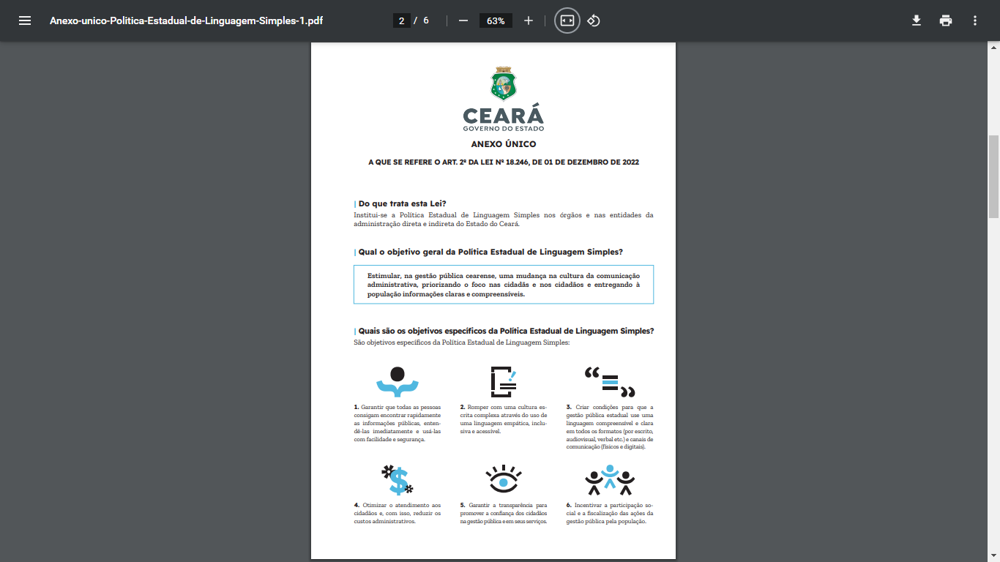 Anexo-unico-Politica-Estadual-de-Linguagem-Simples-1.pdf
2 / 6
63%
CEARÁ
GOVERNO DO ESTADO
ANEXO ÚNICO
A QUE SE REFERE O ART. 2º DA LEI Nº 18.246, DE 01 DE DEZEMBRO DE 2022
| Do que trata esta Lei?
Institui-se a Política Estadual de Linguagem Simples nos órgãos e nas entidades da
administração direta e indireta do Estado do Ceará.
| Qual o objetivo geral da Política Estadual de Linguagem Simples?
Estimular, na gestão pública cearense, uma mudança na cultura da comunicação
administrativa, priorizando o foco nas cidadãs e nos cidadãos e entregando à
população informações claras e compreensíveis.
| Quais são os objetivos específicos da Política Estadual de Linguagem Simples?
São objetivos específicos da Política Estadual de Linguagem Simples:
1. Garantir que todas as pessoas
consigam encontrar rapidamente
as informações públicas, enten-
dê-las imediatamente e usá-las
com facilidade e segurança.
2. Romper com uma cultura es-
crita complexa através do uso de
uma linguagem empática, inclu-
siva e acessível.
3. Criar condições para que a
gestão pública estadual use uma
linguagem compreensível e clara
em todos os formatos (por escrito,
audiovisual, verbal etc.) e canais de
comunicação (físicos e digitais).
4. Otimizar o atendimento aos
cidadãos e, com isso, reduzir os
custos administrativos.
5. Garantir a transparência para
promover a confiança dos cidadãos
na gestão pública e em seus serviços.
6. Incentivar a participação so-
cial e a fiscalização das ações da
gestão pública pela população.